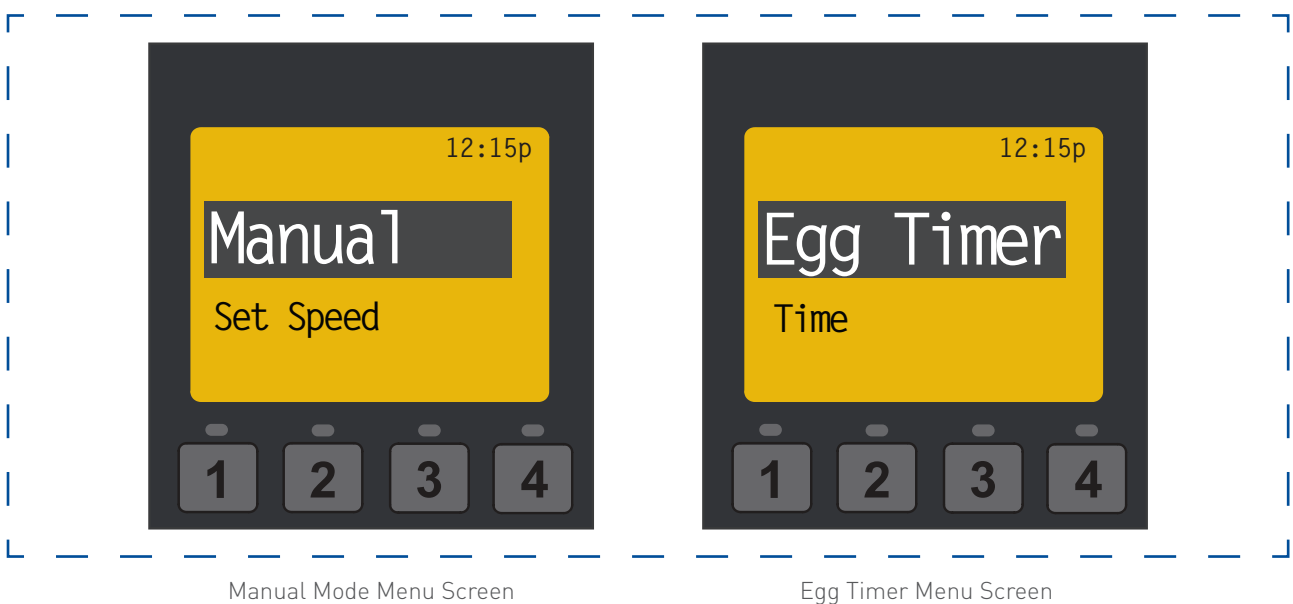 12:15p
Manual
Set Speed
1 2 3 4
Manual Mode Menu Screen
12:15p
Egg Timer
Time
1 2 3 4
Egg Timer Menu Screen